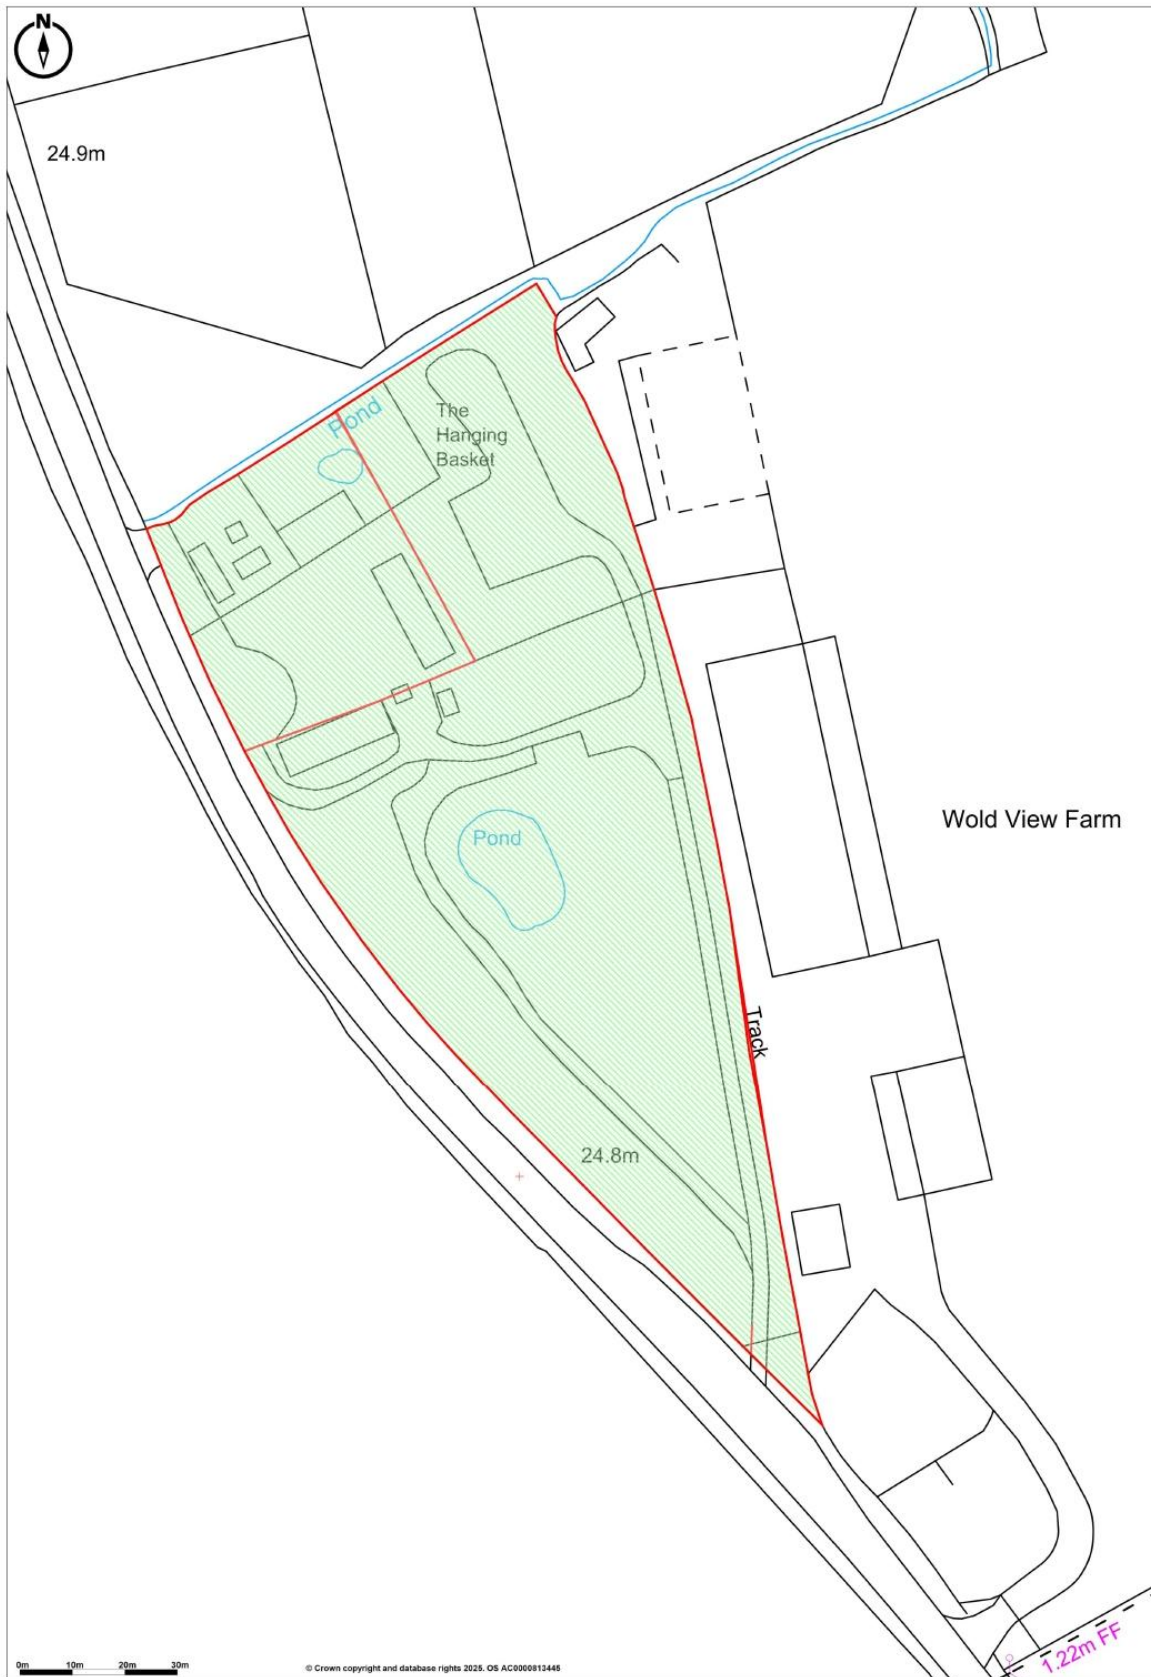 N
24.9m
Pond
The
Hanging
Basket
Pond
Wold View Farm
Track
24.8m
1.22m FF
0m 10m 20m 30m
© Crown copyright and database rights 2025. OS AC0000813445